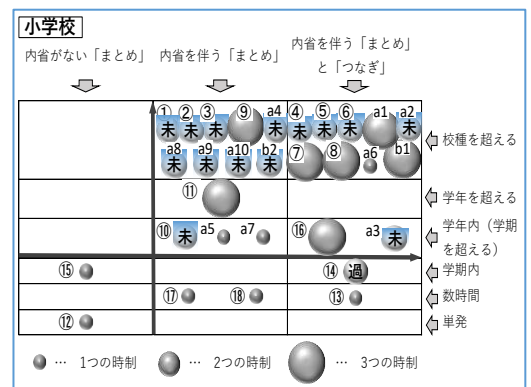 小学校
内省がない「まとめ」
内省を伴う「まとめ」
内省を伴う「まとめ」
と「つなぎ」
① ② ③ ⑨ a4 ④ ⑤ ⑥ a1 a2
未 未 未 未 未 未 未 未
校種を超える
a8 a9 a10 b2 ⑦ ⑧ a6 b1
未 未 未 未
⑪
学年を超える
⑩ 未 a5 a7 ⑯ a3 未
学年内（学期
を超える）
⑮ ⑭ 過
学期内
⑰ ⑱ ⑬
数時間
⑫
単発
… 1つの時制 … 2つの時制 … 3つの時制